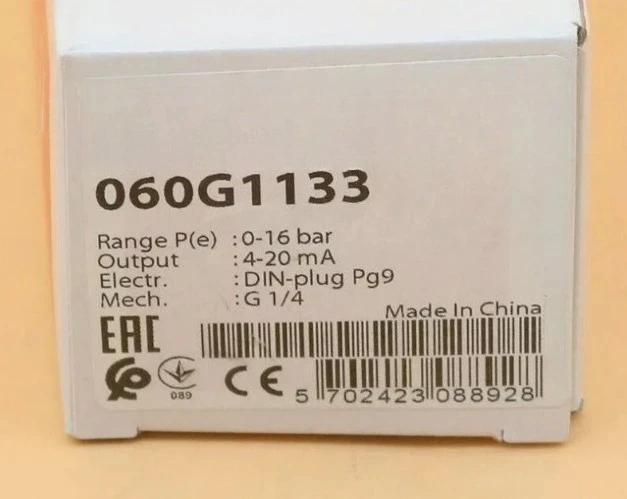 060G1133
Range P(e) : 0-16 bar
Output : 4-20 mA
Electr. : DIN-plug Pg9
Mech. : G 1/4
Made In China
EAC
089
CE
5 702423 088928